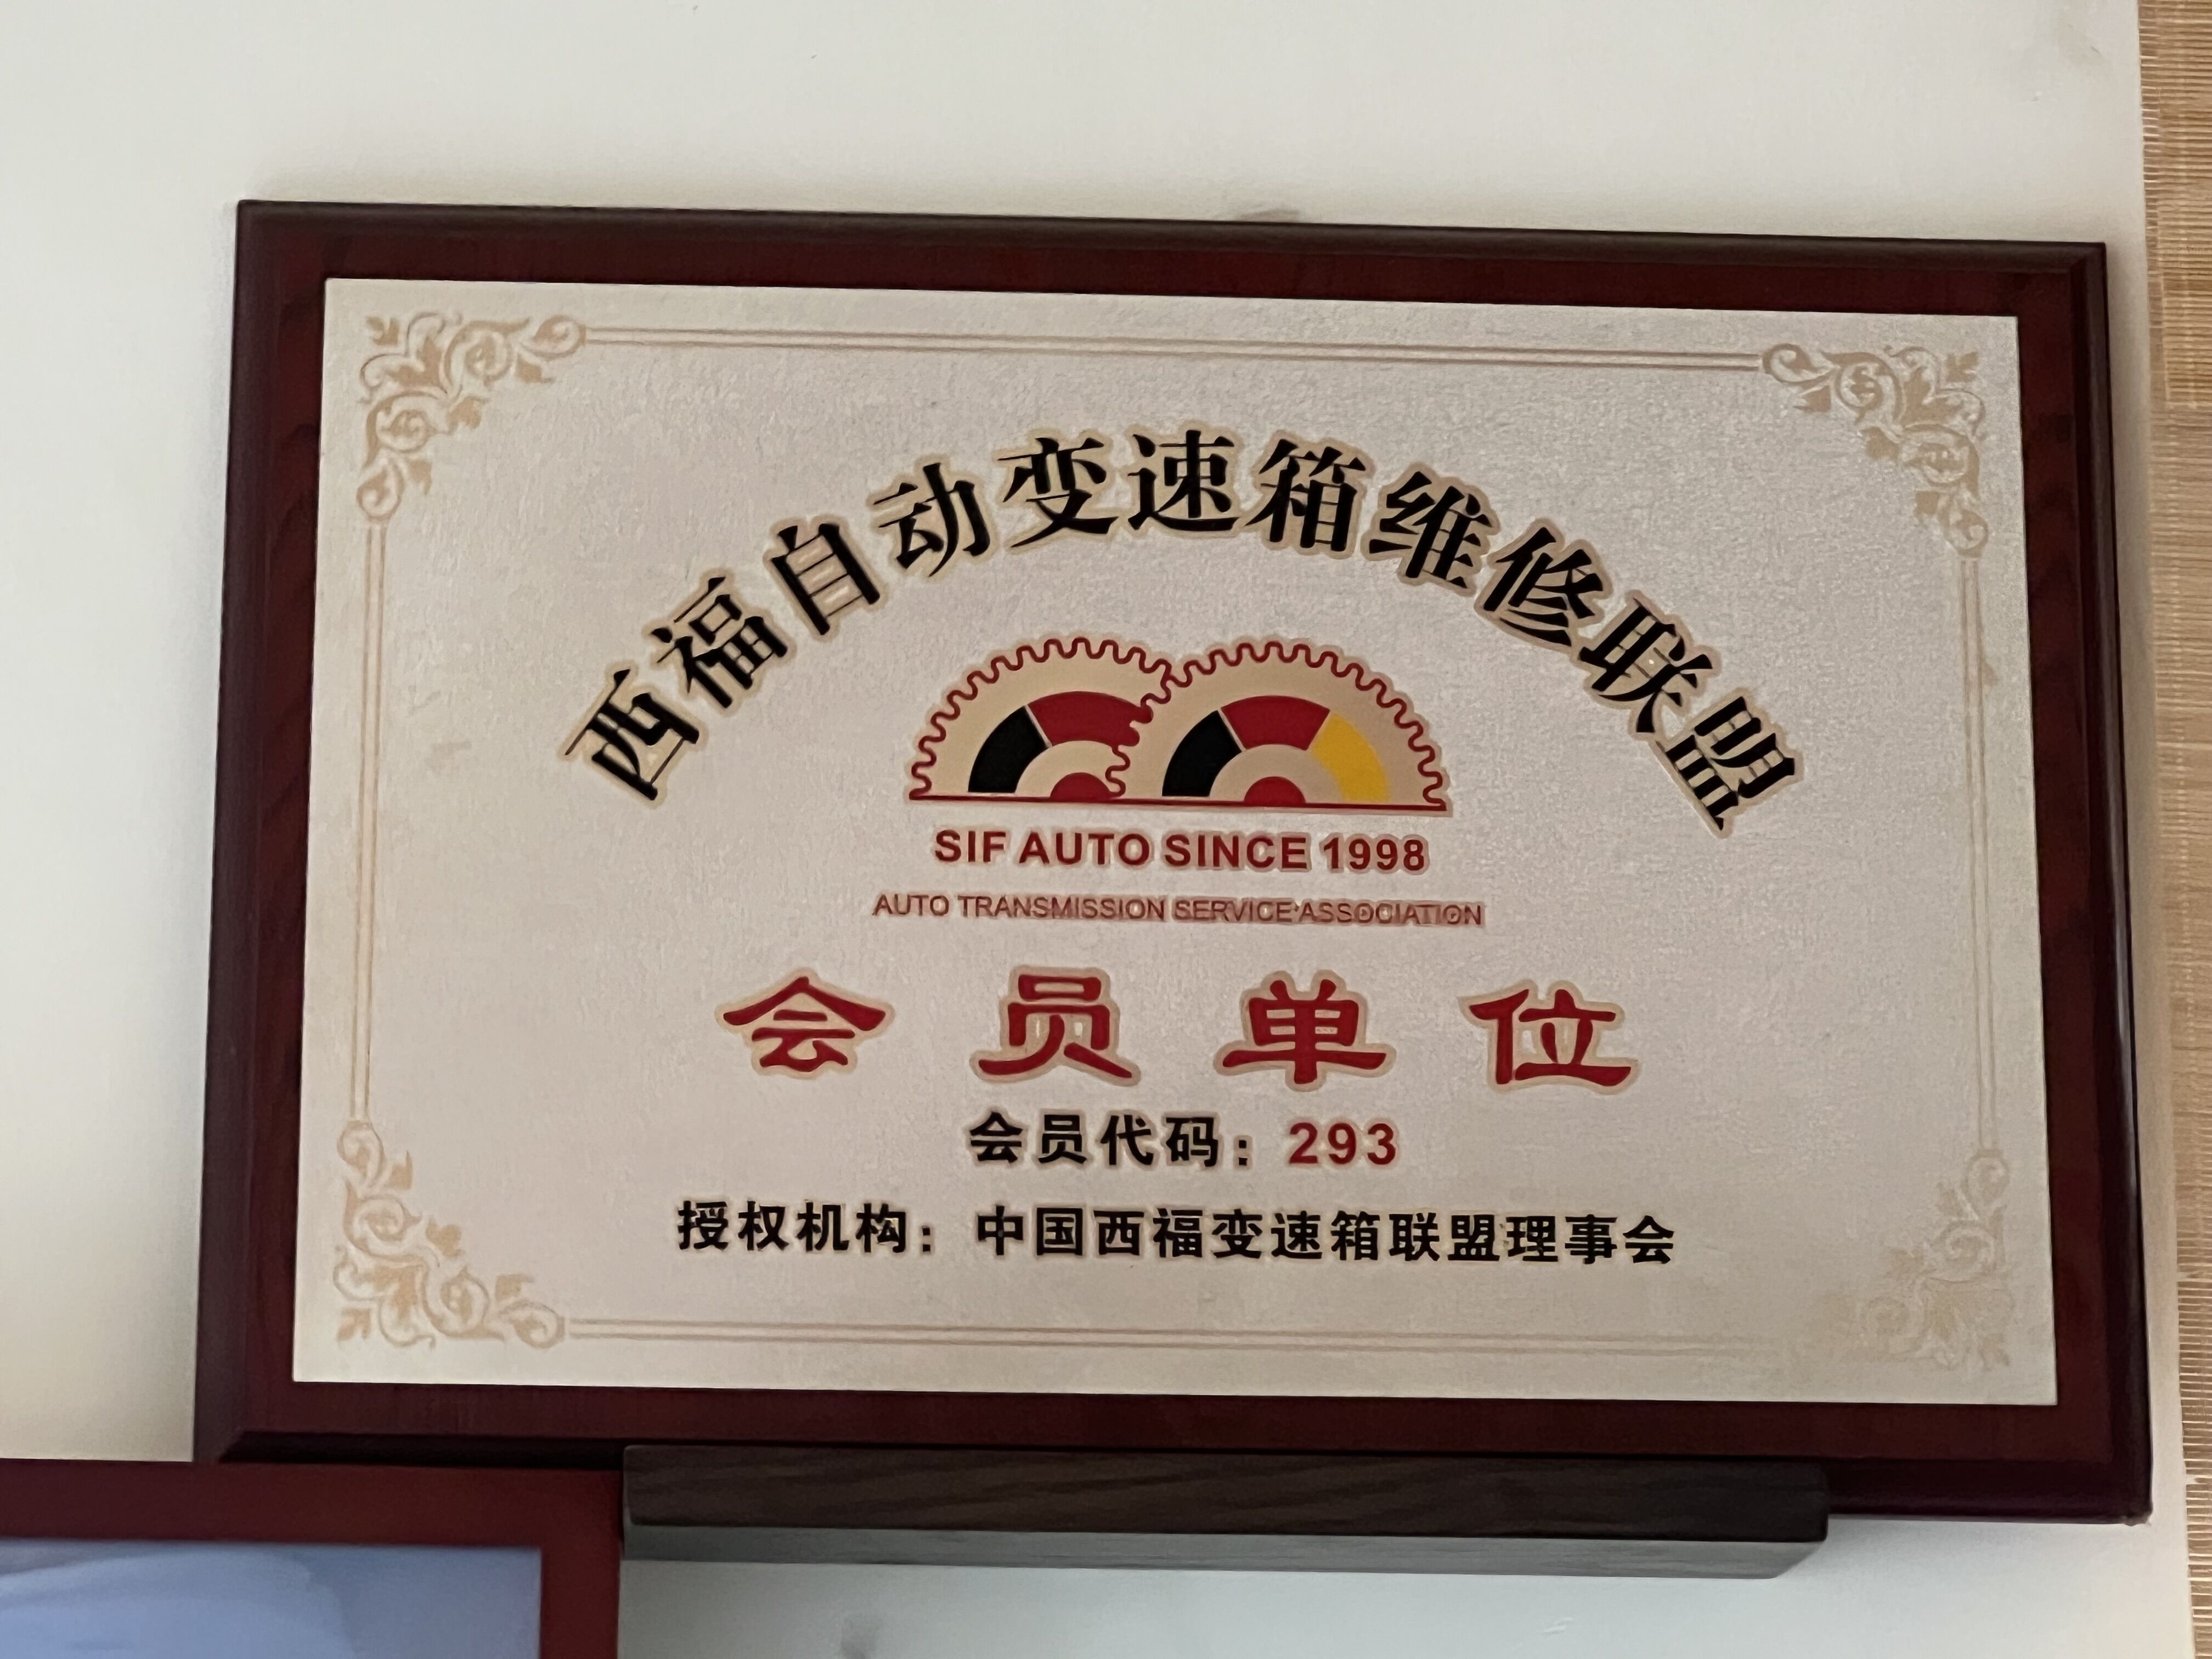 西福自动变速箱维修联盟
SIF AUTO SINCE 1998
AUTO TRANSMISSION SERVICE ASSOCIATION
会员单位
会员代码：293
授权机构：中国西福变速箱联盟理事会